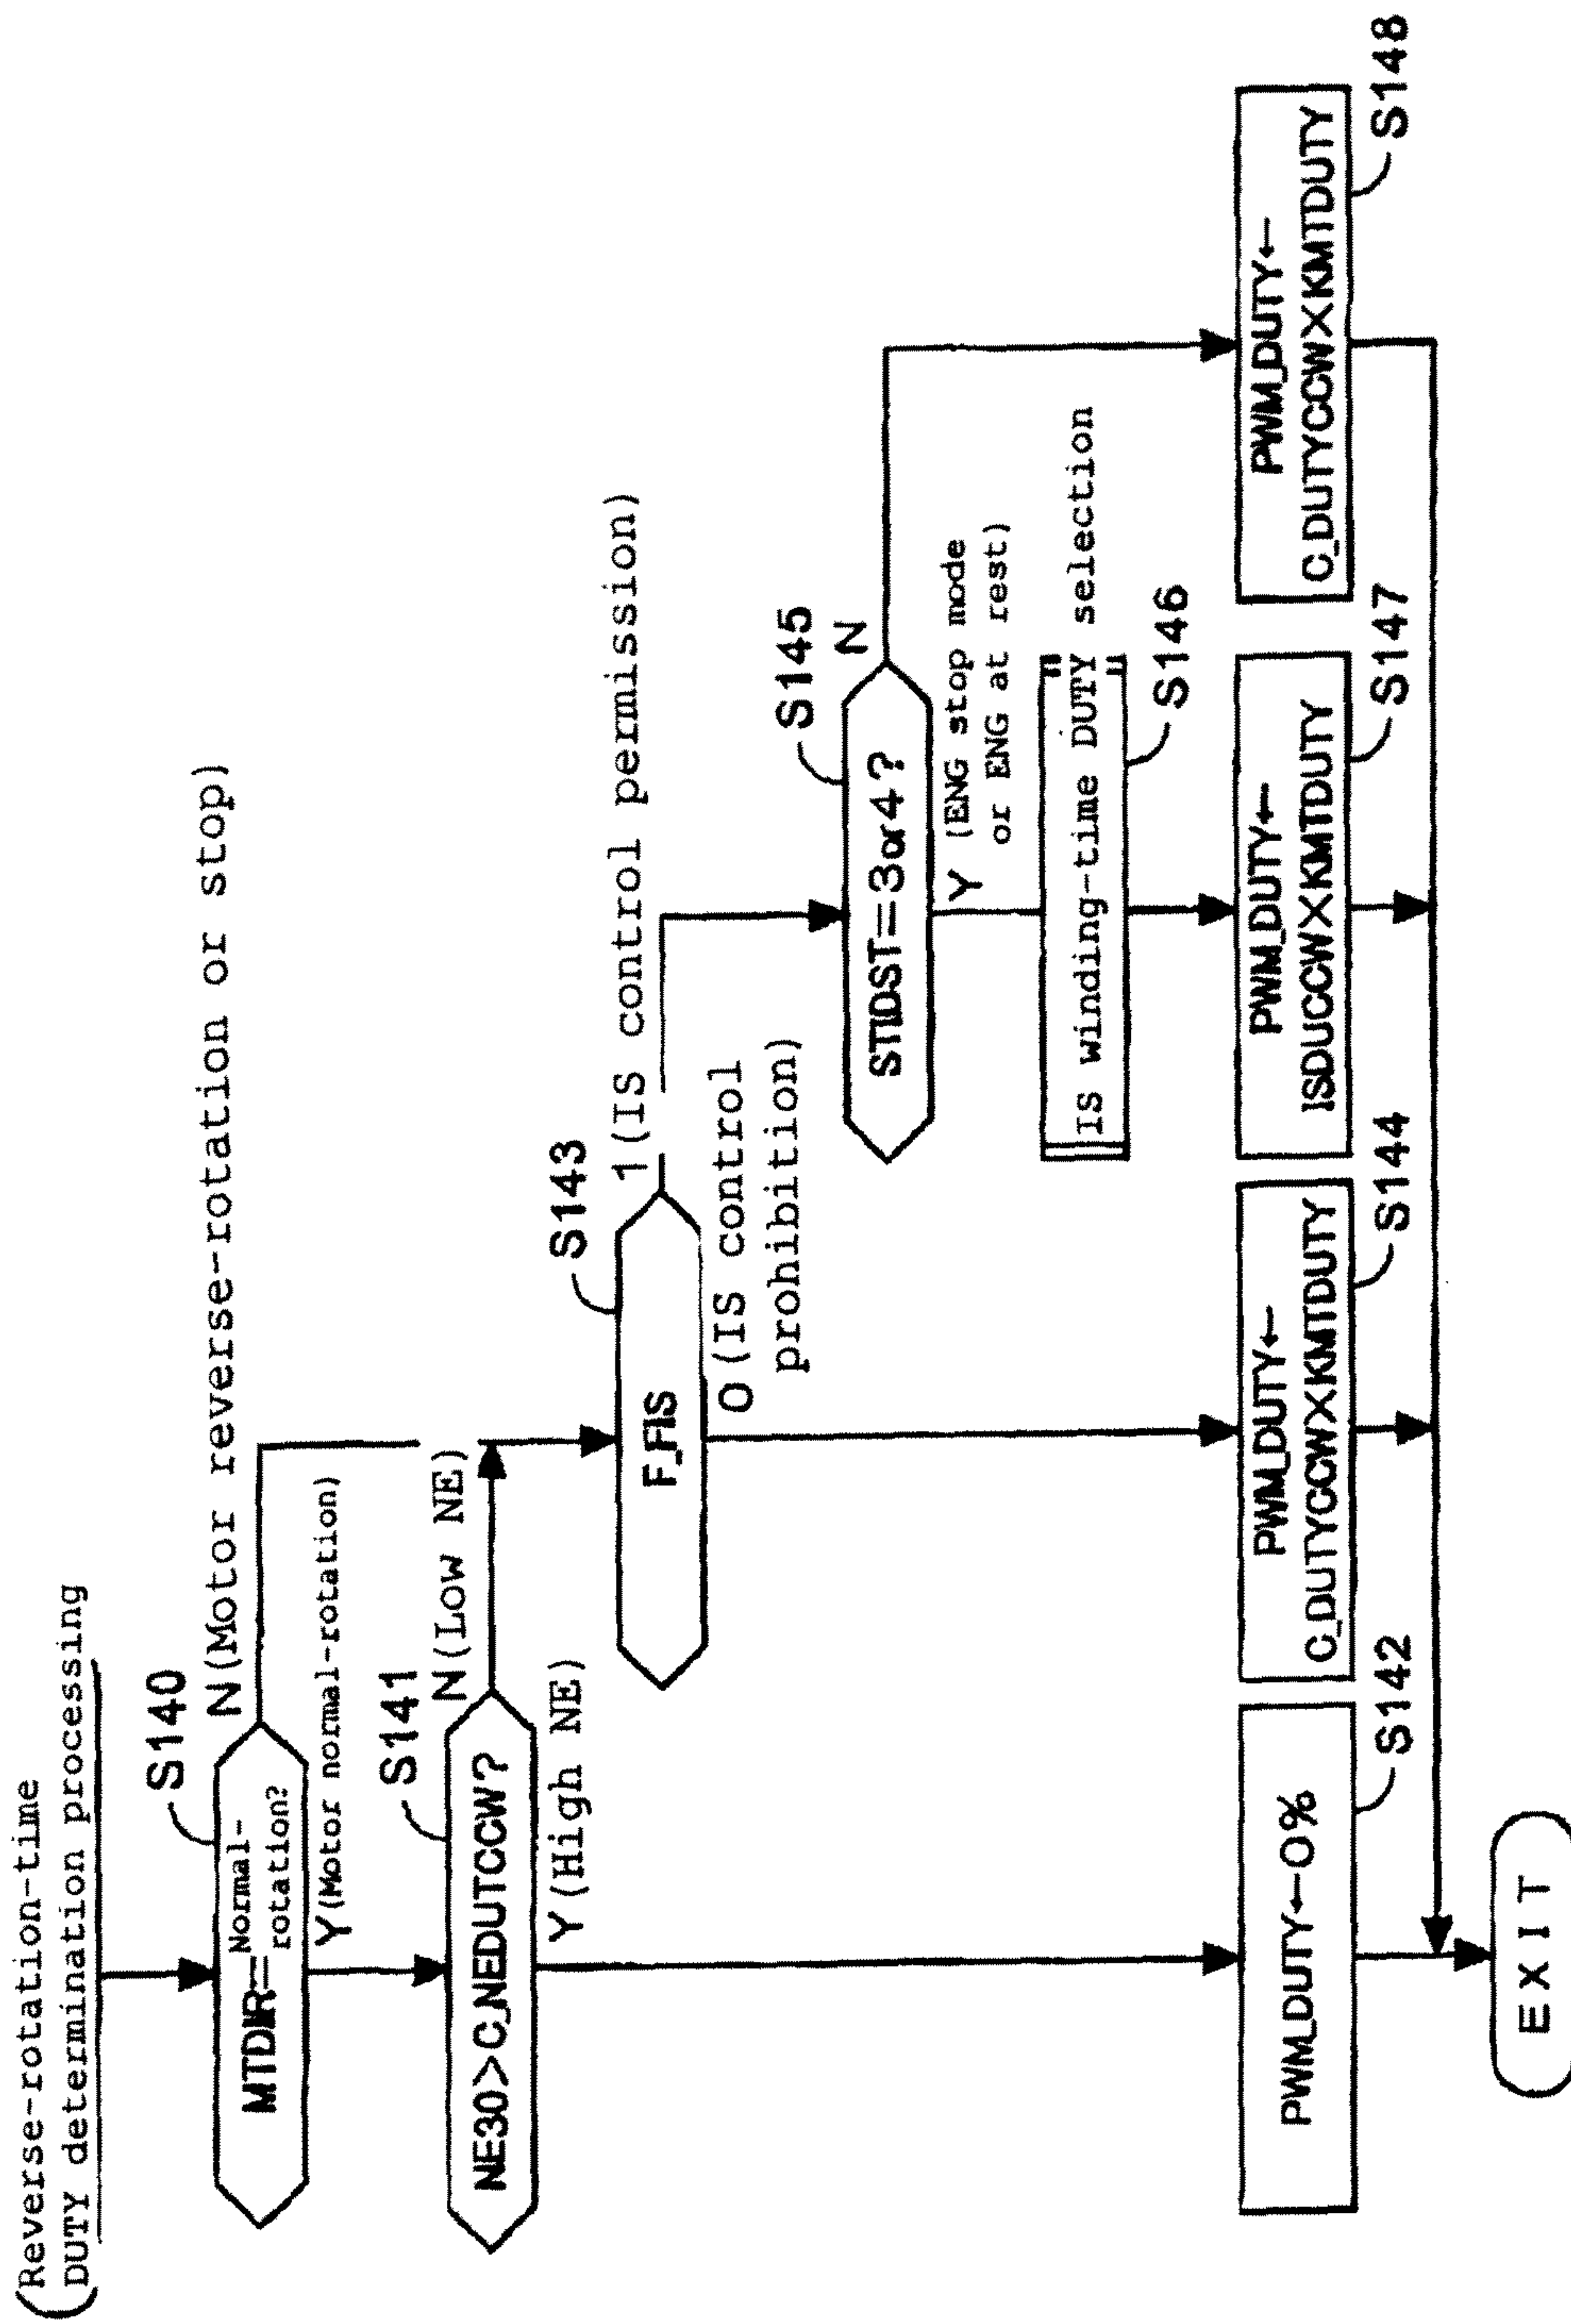 (Reverse-rotation-time
DUTY determination processing
S140
MTDIR==Normal-
rotation?
N(Motor reverse-rotation or stop)
Y(Motor normal-rotation)
S141
NE30>C_NEDUTCCW?
N(Low NE)
Y(High NE)
S143
F_FIS
1(IS control permission)
0(IS control
prohibition)
S145
STIDST==3or4?
N
Y (ENG stop mode
or ENG at rest)
IS winding-time DUTY selection
S146
PWM_DUTY←0%
S142
PWM_DUTY←
C_DUTYCCW×KMTDUTY
S144
PWM_DUTY←
ISDUCCW×KMTDUTY
S147
PWM_DUTY←
C_DUTYCCW×KMTDUTY
S148
EXIT